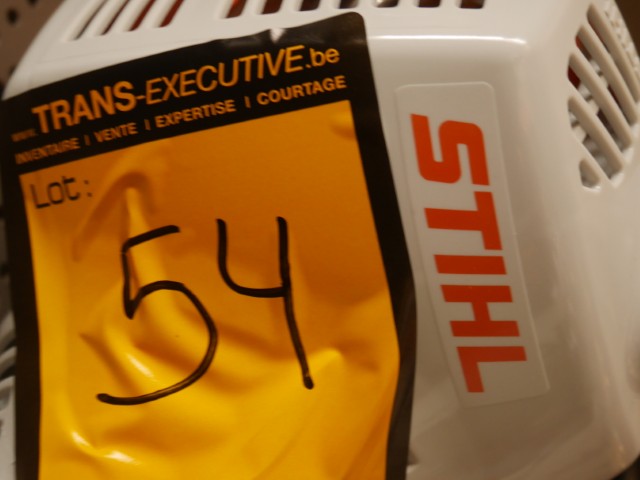 www.TRANS-EXECUTIVE.be
INVENTAIRE | VENTE | EXPERTISE | COURTAGE
Lot:
54
STIHL